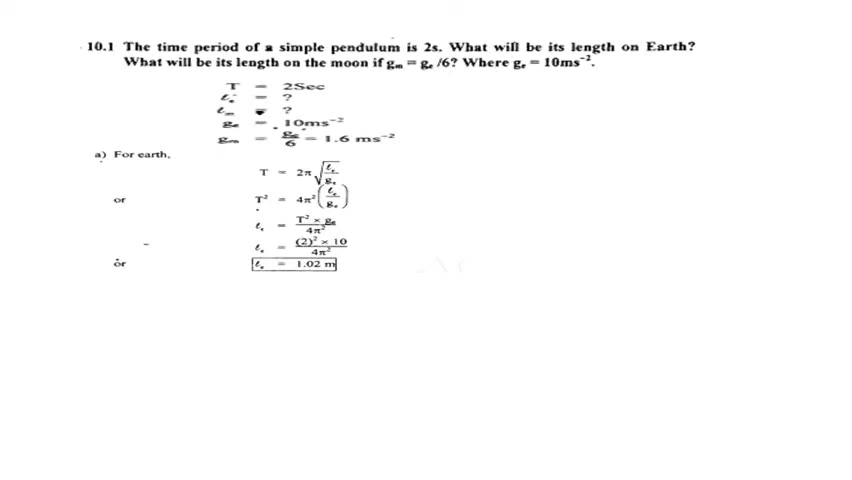 10.1 The time period of a simple pendulum is 2s. What will be its length on Earth?
What will be its length on the moon if gₘ = gₑ /6? Where gₑ = 10ms⁻².
T = 2Sec
ℓₑ = ?
ℓₘ = ?
gₑ = 10ms⁻²
gₘ = gₑ/6 = 1.6 ms⁻²
a) For earth,
T = 2π √(ℓₑ/gₑ)
or T² = 4π² (ℓₑ/gₑ)
ℓₑ = T² × gₑ / 4π²
ℓₑ = (2)² × 10 / 4π²
or ℓₑ = 1.02 m